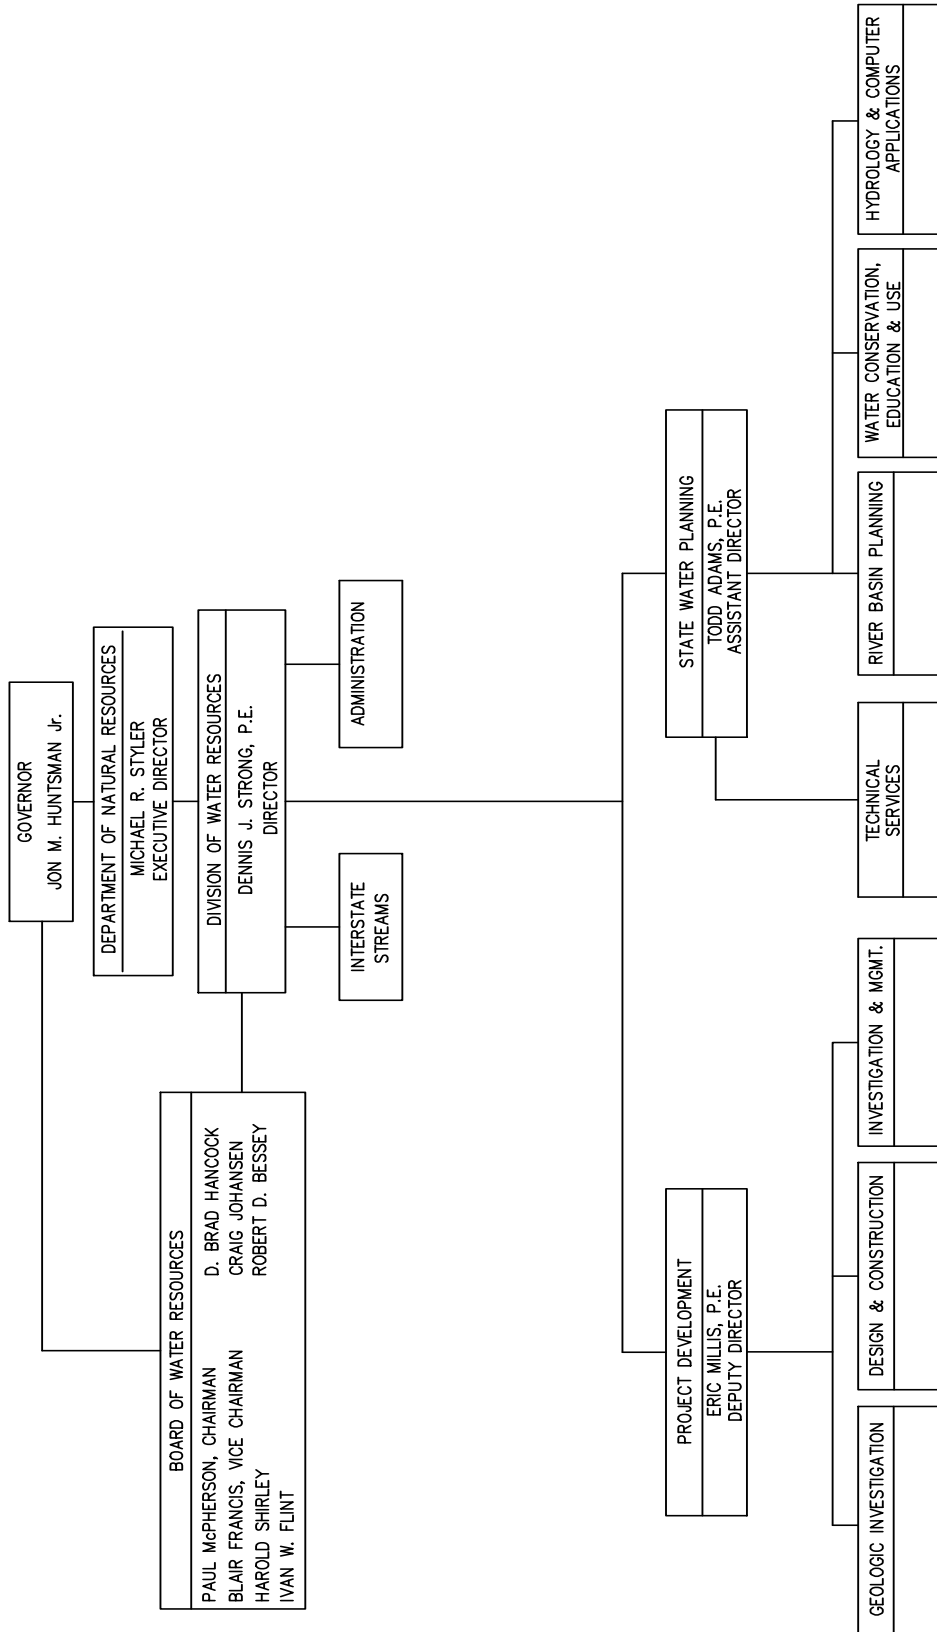 GOVERNOR
JON M. HUNTSMAN Jr.
DEPARTMENT OF NATURAL RESOURCES
MICHAEL R. STYLER
EXECUTIVE DIRECTOR
BOARD OF WATER RESOURCES
PAUL McPHERSON, CHAIRMAN
BLAIR FRANCIS, VICE CHAIRMAN
HAROLD SHIRLEY
IVAN W. FLINT
D. BRAD HANCOCK
CRAIG JOHANSEN
ROBERT D. BESSEY
DIVISION OF WATER RESOURCES
DENNIS J. STRONG, P.E.
DIRECTOR
INTERSTATE
STREAMS
ADMINISTRATION
PROJECT DEVELOPMENT
ERIC MILLIS, P.E.
DEPUTY DIRECTOR
STATE WATER PLANNING
TODD ADAMS, P.E.
ASSISTANT DIRECTOR
GEOLOGIC INVESTIGATION
DESIGN & CONSTRUCTION
INVESTIGATION & MGMT.
TECHNICAL
SERVICES
RIVER BASIN PLANNING
WATER CONSERVATION,
EDUCATION & USE
HYDROLOGY & COMPUTER
APPLICATIONS